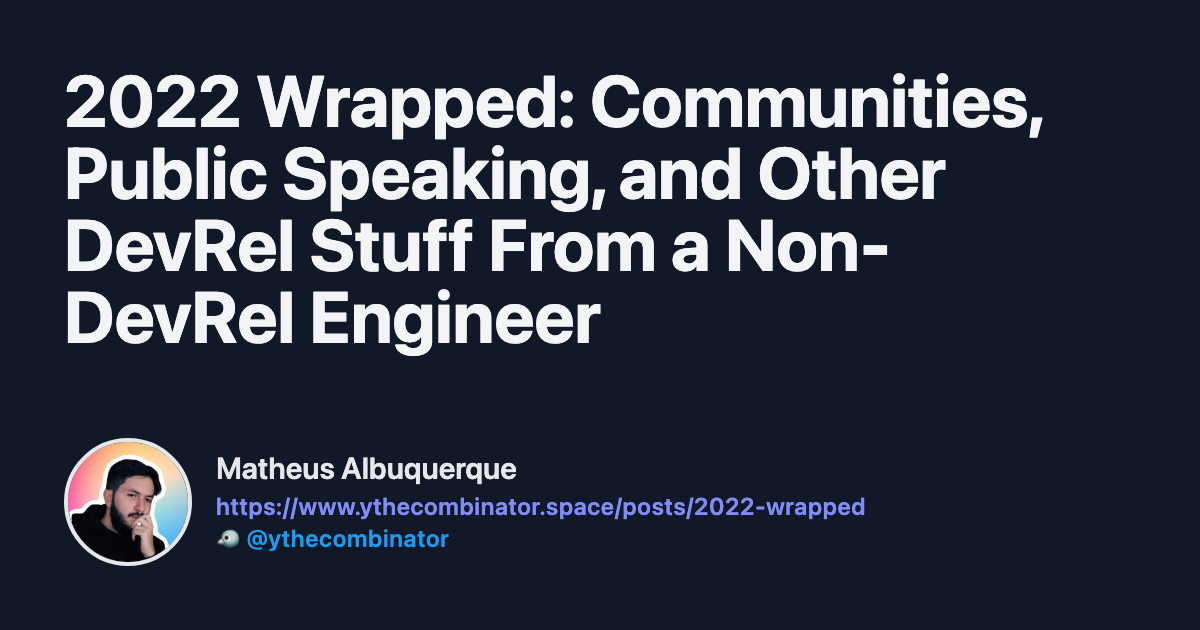 2022 Wrapped: Communities,
Public Speaking, and Other
DevRel Stuff From a Non-
DevRel Engineer
Matheus Albuquerque
https://www.ythecombinator.space/posts/2022-wrapped
@ythecombinator